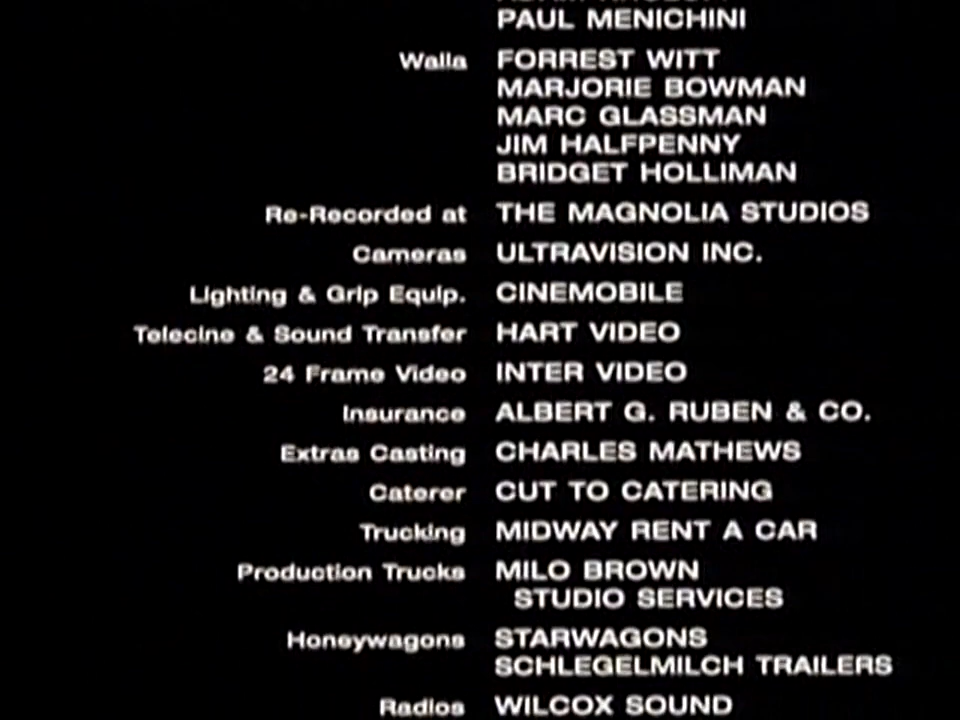 PAUL MENICHINI
Walla FORREST WITT
MARJORIE BOWMAN
MARC GLASSMAN
JIM HALFPENNY
BRIDGET HOLLIMAN
Re-Recorded at THE MAGNOLIA STUDIOS
Cameras ULTRAVISION INC.
Lighting & Grip Equip. CINEMOBILE
Telecine & Sound Transfer HART VIDEO
24 Frame Video INTER VIDEO
Insurance ALBERT G. RUBEN & CO.
Extras Casting CHARLES MATHEWS
Caterer CUT TO CATERING
Trucking MIDWAY RENT A CAR
Production Trucks MILO BROWN
STUDIO SERVICES
Honeywagons STARWAGONS
SCHLEGELMILCH TRAILERS
Radios WILCOX SOUND